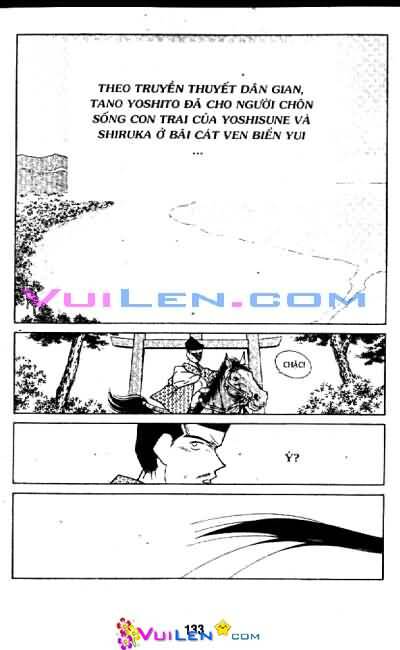 THEO TRUYỀN THUYẾT DÂN GIAN,
TANO YOSHITO ĐÃ CHO NGƯỜI CHÔN
SỐNG CON TRAI CỦA YOSHISUNE VÀ
SHIRUKA Ở BÃI CÁT VEN BIỂN YUI
...
VUILEN.COM
CHÀ!
Ý?
133
VUILEN.COM